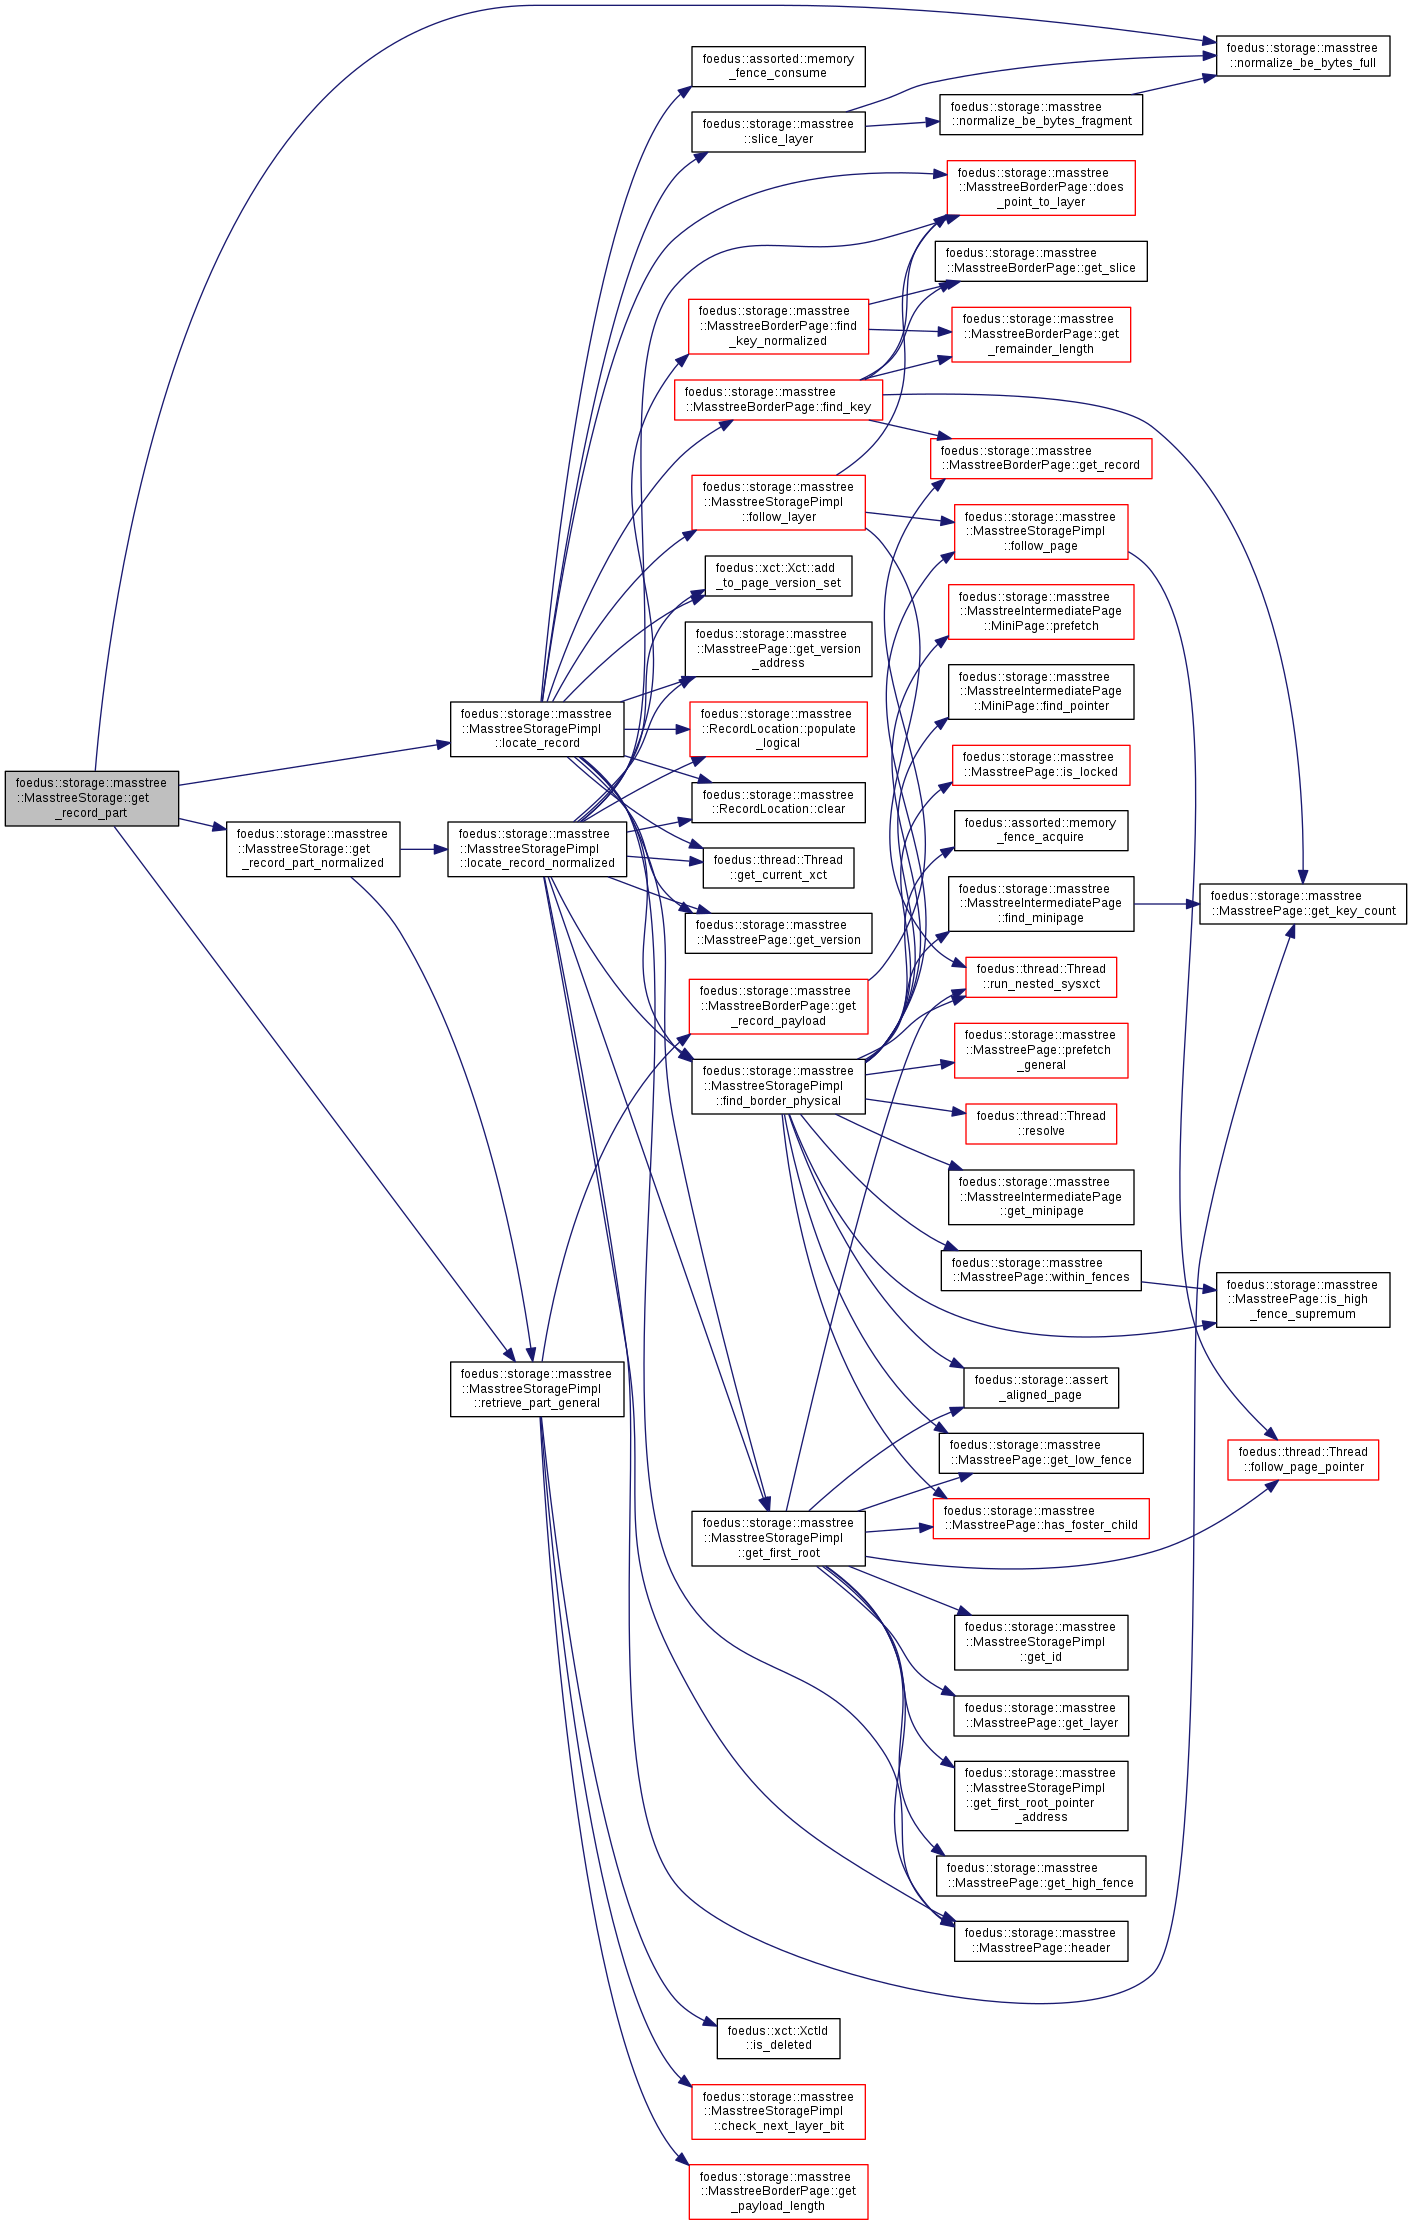 foedus::storage::masstree
::MasstreeStorage::get
_record_part
foedus::storage::masstree
::MasstreeStorage::get
_record_part_normalized
foedus::storage::masstree
::MasstreeStoragePimpl
::locate_record
foedus::storage::masstree
::MasstreeStoragePimpl
::locate_record_normalized
foedus::storage::masstree
::MasstreeStoragePimpl
::retrieve_part_general
foedus::assorted::memory
_fence_consume
foedus::storage::masstree
::slice_layer
foedus::storage::masstree
::MasstreeBorderPage::find
_key_normalized
foedus::storage::masstree
::MasstreeBorderPage::find_key
foedus::storage::masstree
::MasstreeStoragePimpl
::follow_layer
foedus::xct::Xct::add
_to_page_version_set
foedus::storage::masstree
::MasstreePage::get_version
_address
foedus::storage::masstree
::RecordLocation::populate
_logical
foedus::storage::masstree
::RecordLocation::clear
foedus::thread::Thread
::get_current_xct
foedus::storage::masstree
::MasstreePage::get_version
foedus::storage::masstree
::MasstreeBorderPage::get
_record_payload
foedus::storage::masstree
::MasstreeStoragePimpl
::find_border_physical
foedus::storage::masstree
::MasstreeStoragePimpl
::get_first_root
foedus::xct::XctId
::is_deleted
foedus::storage::masstree
::MasstreeStoragePimpl
::check_next_layer_bit
foedus::storage::masstree
::MasstreeBorderPage::get
_payload_length
foedus::storage::masstree
::normalize_be_bytes_fragment
foedus::storage::masstree
::MasstreeBorderPage::does
_point_to_layer
foedus::storage::masstree
::MasstreeBorderPage::get_slice
foedus::storage::masstree
::MasstreeBorderPage::get
_remainder_length
foedus::storage::masstree
::MasstreeBorderPage::get_record
foedus::storage::masstree
::MasstreeStoragePimpl
::follow_page
foedus::storage::masstree
::MasstreeIntermediatePage
::MiniPage::prefetch
foedus::storage::masstree
::MasstreeIntermediatePage
::MiniPage::find_pointer
foedus::storage::masstree
::MasstreePage::is_locked
foedus::assorted::memory
_fence_acquire
foedus::storage::masstree
::MasstreeIntermediatePage
::find_minipage
foedus::thread::Thread
::run_nested_sysxct
foedus::storage::masstree
::MasstreePage::prefetch
_general
foedus::thread::Thread
::resolve
foedus::storage::masstree
::MasstreeIntermediatePage
::get_minipage
foedus::storage::masstree
::MasstreePage::within_fences
foedus::storage::assert
_aligned_page
foedus::storage::masstree
::MasstreePage::get_low_fence
foedus::storage::masstree
::MasstreePage::has_foster_child
foedus::storage::masstree
::MasstreeStoragePimpl
::get_id
foedus::storage::masstree
::MasstreePage::get_layer
foedus::storage::masstree
::MasstreeStoragePimpl
::get_first_root_pointer
_address
foedus::storage::masstree
::MasstreePage::get_high_fence
foedus::storage::masstree
::MasstreePage::header
foedus::storage::masstree
::normalize_be_bytes_full
foedus::storage::masstree
::MasstreePage::get_key_count
foedus::storage::masstree
::MasstreePage::is_high
_fence_supremum
foedus::thread::Thread
::follow_page_pointer